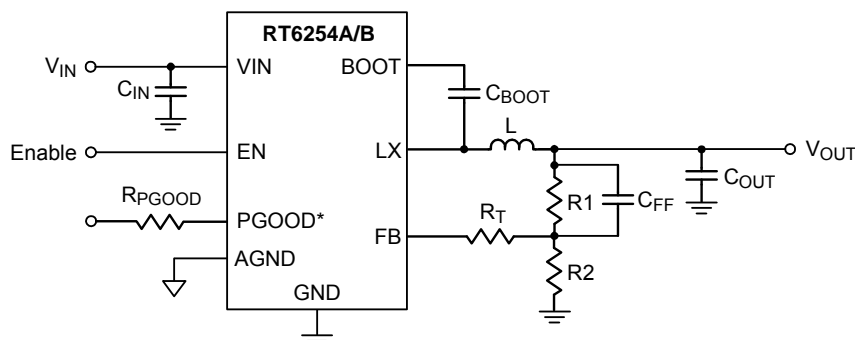 RT6254A/B
VIN
VIN
BOOT
CIN
CBOOT
L
Enable
EN
LX
VOUT
COUT
R1
CFF
RPGOOD
PGOOD*
RT
FB
AGND
R2
GND